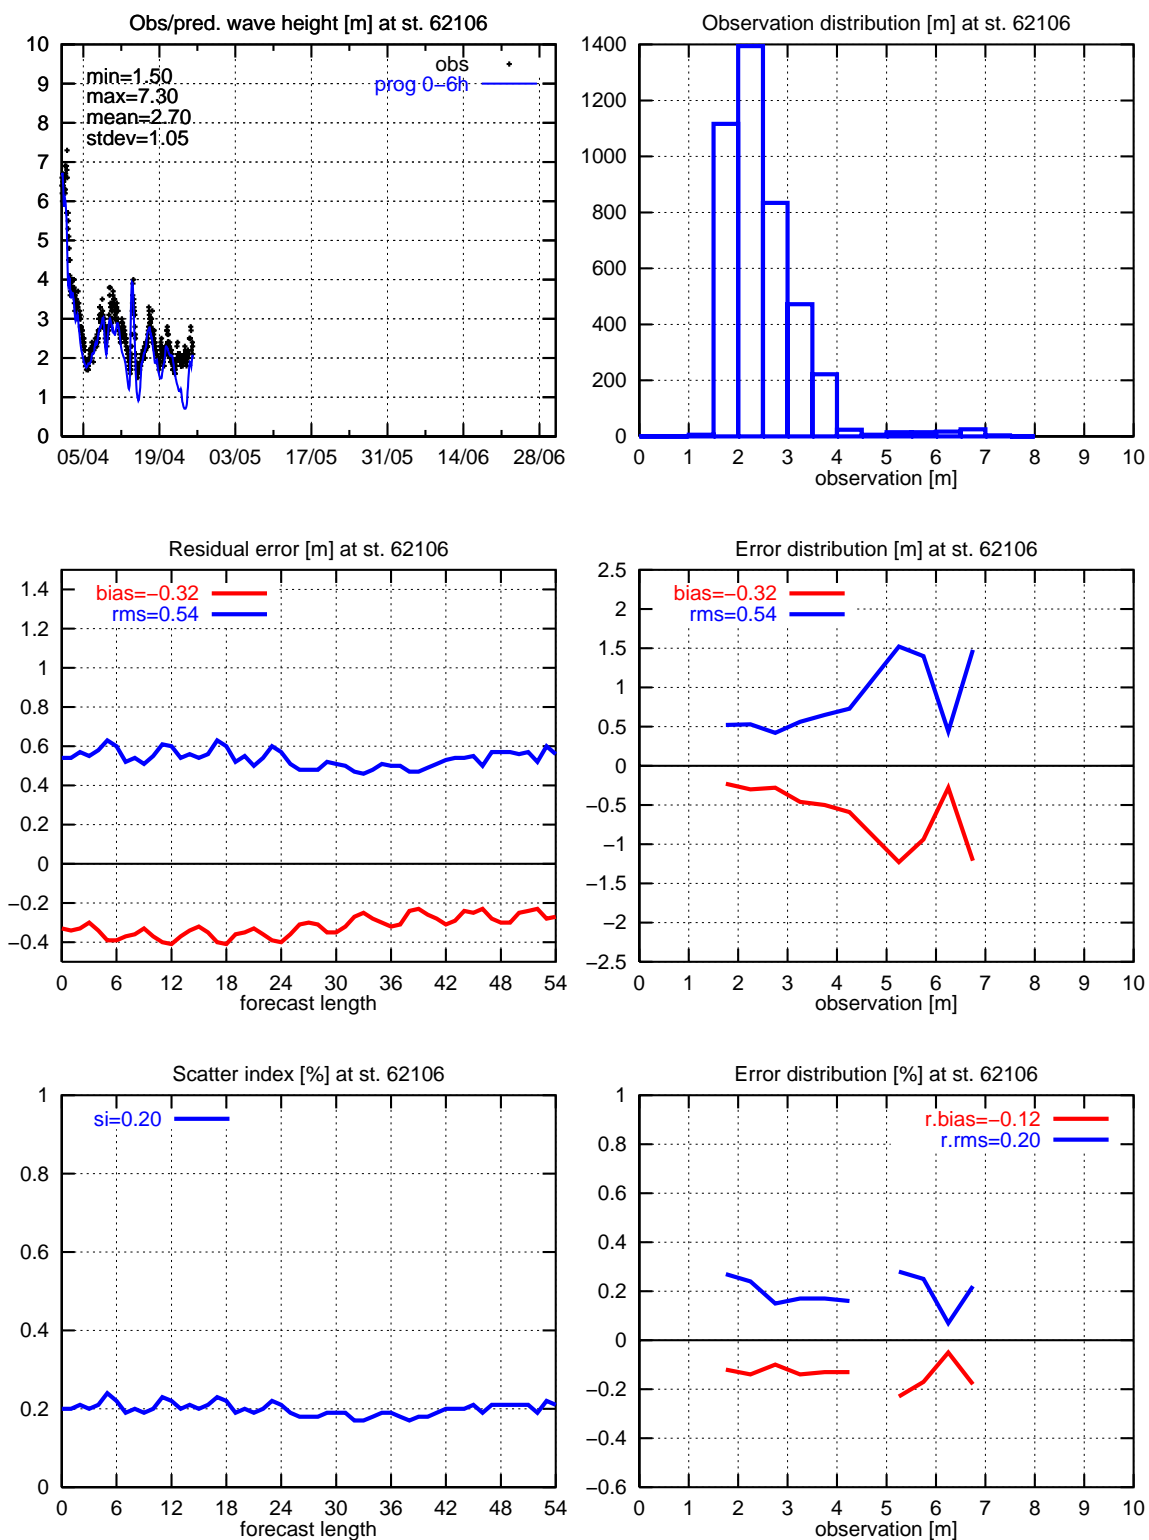 Obs/pred. wave height [m] at st. 62106
10
9
8
7
6
5
4
3
2
1
0
min=1.50
max=7.30
mean=2.70
stdev=1.05
obs
prog 0−6h
05/04 19/04 03/05 17/05 31/05 14/06 28/06
Observation distribution [m] at st. 62106
1400
1200
1000
800
600
400
200
0
0 1 2 3 4 5 6 7 8 9 10
observation [m]
Residual error [m] at st. 62106
1.4
1.2
1
0.8
0.6
0.4
0.2
0
−0.2
−0.4
bias=−0.32
rms=0.54
0 6 12 18 24 30 36 42 48 54
forecast length
Error distribution [m] at st. 62106
2.5
2
1.5
1
0.5
0
−0.5
−1
−1.5
−2
−2.5
bias=−0.32
rms=0.54
0 1 2 3 4 5 6 7 8 9 10
observation [m]
Scatter index [%] at st. 62106
1
0.8
0.6
0.4
0.2
0
si=0.20
0 6 12 18 24 30 36 42 48 54
forecast length
Error distribution [%] at st. 62106
1
0.8
0.6
0.4
0.2
0
−0.2
−0.4
−0.6
r.bias=−0.12
r.rms=0.20
0 1 2 3 4 5 6 7 8 9 10
observation [m]